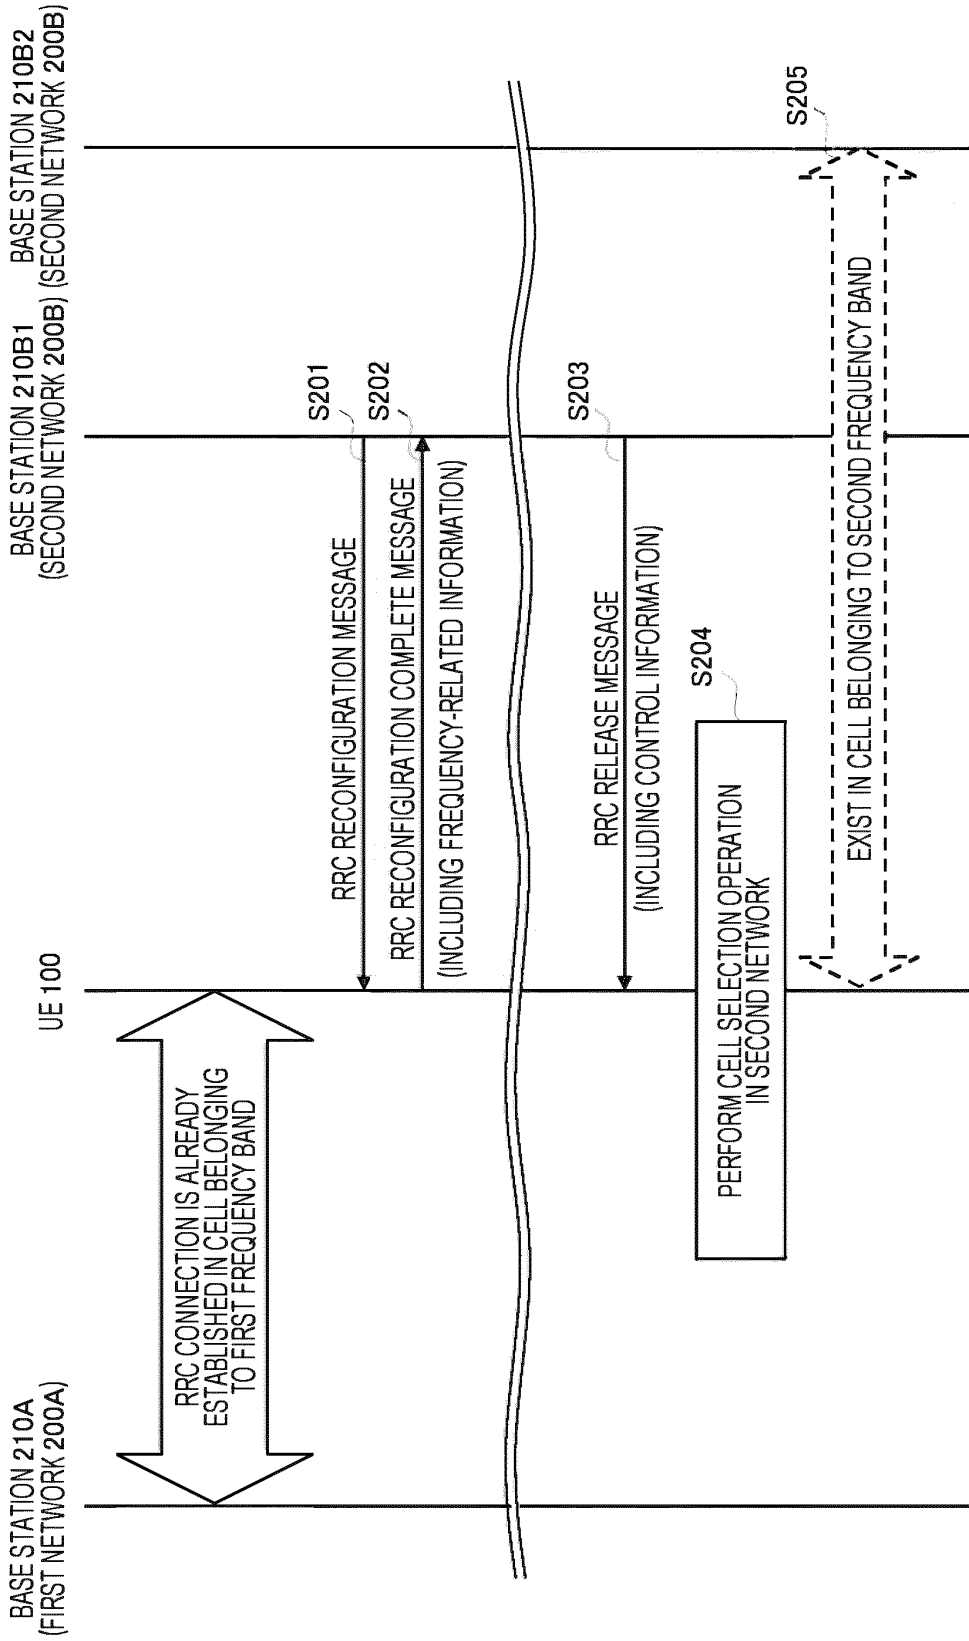 BASE STATION 210A
(FIRST NETWORK 200A)
UE 100
BASE STATION 210B1
(SECOND NETWORK 200B)
BASE STATION 210B2
(SECOND NETWORK 200B)
RRC CONNECTION IS ALREADY
ESTABLISHED IN CELL BELONGING
TO FIRST FREQUENCY BAND
RRC RECONFIGURATION MESSAGE
S201
RRC RECONFIGURATION COMPLETE MESSAGE
(INCLUDING FREQUENCY-RELATED INFORMATION)
S202
RRC RELEASE MESSAGE
(INCLUDING CONTROL INFORMATION)
S203
PERFORM CELL SELECTION OPERATION
IN SECOND NETWORK
S204
EXIST IN CELL BELONGING TO SECOND FREQUENCY BAND
S205